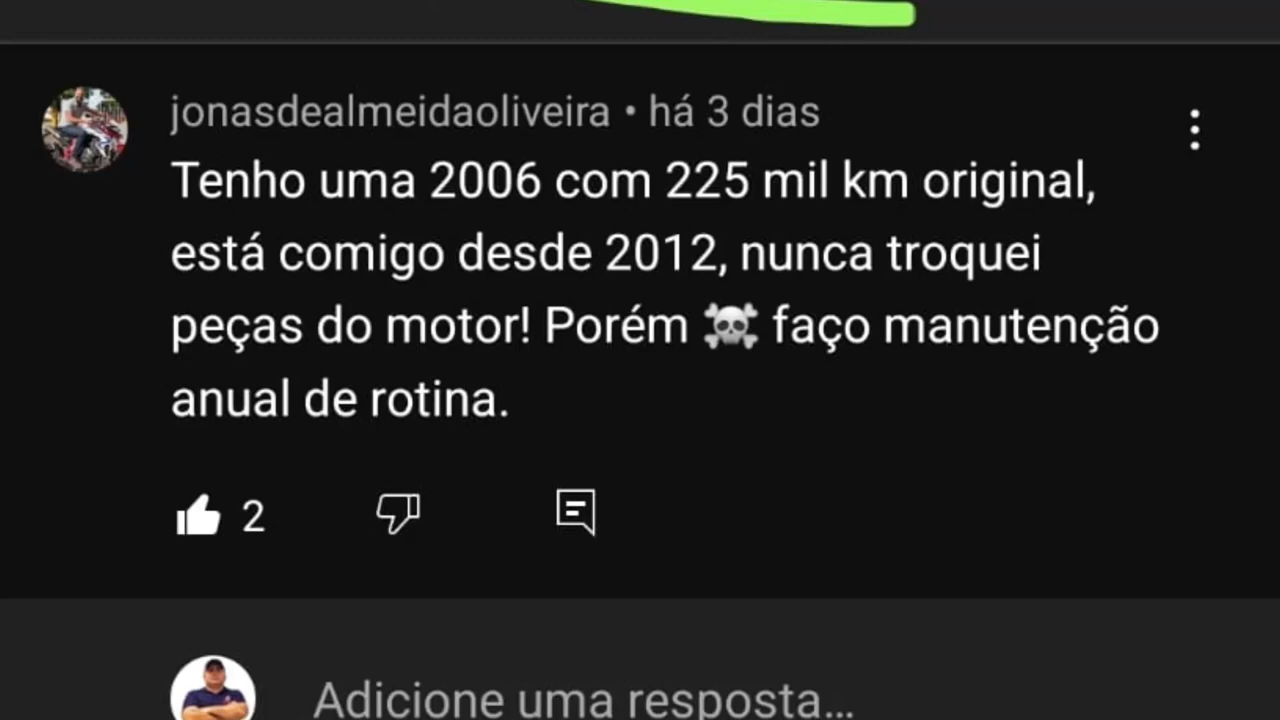 jonasdealmeidaoliveira • há 3 dias
Tenho uma 2006 com 225 mil km original,
está comigo desde 2012, nunca troquei
peças do motor! Porém ☠️ faço manutenção
anual de rotina.
2
Adicione uma resposta...